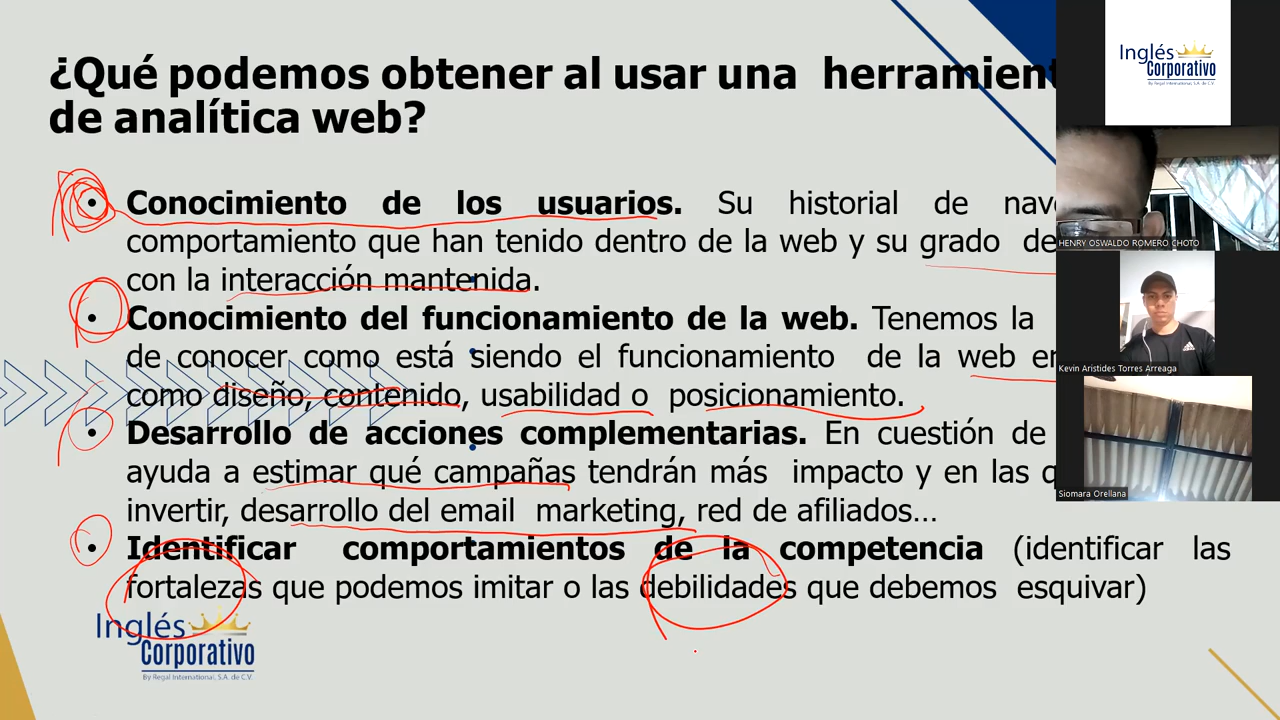 ¿Qué podemos obtener al usar una herramient
de analítica web?
• Conocimiento de los usuarios. Su historial de nave
comportamiento que han tenido dentro de la web y su grado de
con la interacción mantenida.
• Conocimiento del funcionamiento de la web. Tenemos la
de conocer como está siendo el funcionamiento de la web en
como diseño, contenido, usabilidad o posicionamiento.
• Desarrollo de acciones complementarias. En cuestión de
ayuda a estimar qué campañas tendrán más impacto y en las q
invertir, desarrollo del email marketing, red de afiliados…
• Identificar comportamientos de la competencia (identificar las
fortalezas que podemos imitar o las debilidades que debemos esquivar)
Inglés
Corporativo
By Regal International, S.A. de C.V.
Inglés
Corporativo
By Regal International, S.A. de C.V.
HENRY OSWALDO ROMERO CHOTO
Kevin Aristides Torres Arreaga
Siomara Orellana